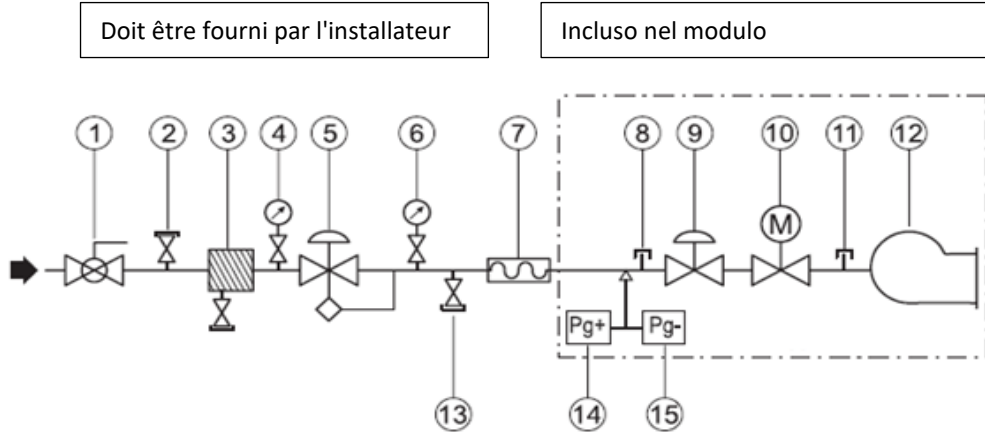 Doit être fourni par l'installateur
Incluso nel modulo
1 2 3 4 5 6 7 8 9 10 11 12
M
Pg+ Pg-
13 14 15